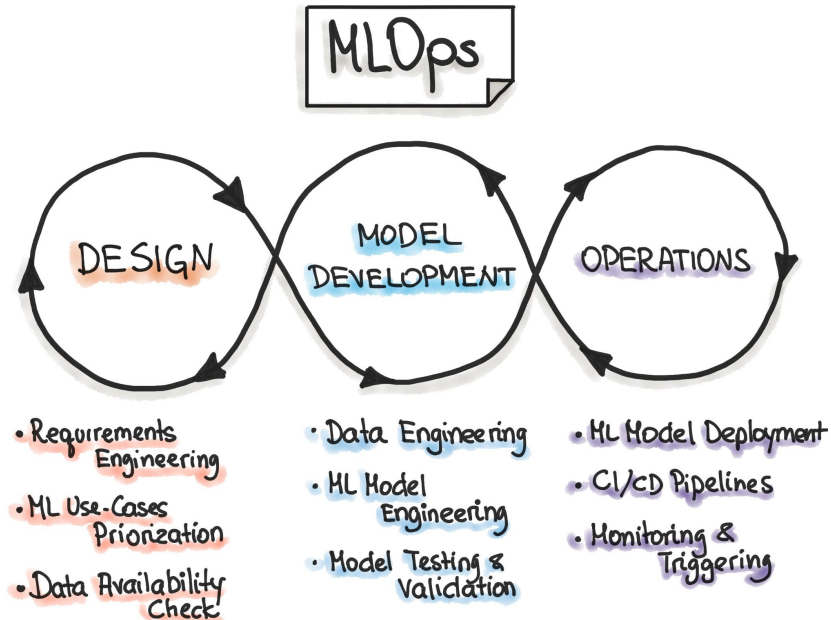 MLOps
DESIGN
MODEL
DEVELOPMENT
OPERATIONS
• Requirements
Engineering
• ML Use-Cases
Priorization
• Data Availability
Check
• Data Engineering
• ML Model
Engineering
• Model Testing &
Validation
• ML Model Deployment
• CI/CD Pipelines
• Monitoring &
Triggering